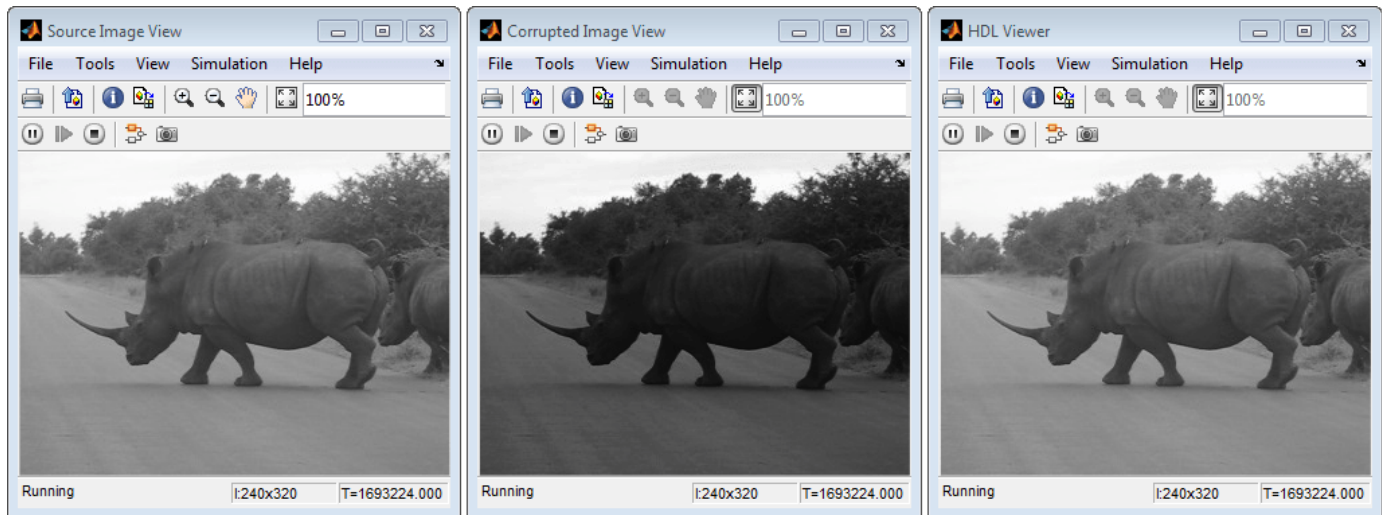 Source Image View
File Tools View Simulation Help
100%
Running I:240x320 T=1693224.000
Corrupted Image View
File Tools View Simulation Help
100%
Running I:240x320 T=1693224.000
HDL Viewer
File Tools View Simulation Help
100%
Running I:240x320 T=1693224.000